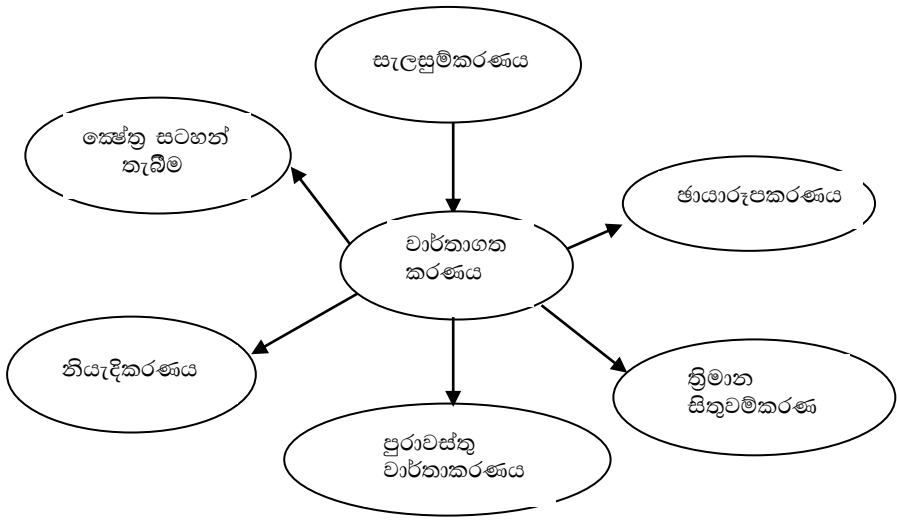 සැලසුම්කරණය
ක්‍ෂේත්‍ර සටහන්
තැබීම
ඡායාරූපකරණය
වාර්තාගත
කරණය
නියැදිකරණය
ත්‍රිමාන
සිතුවම්කරණ
පුරාවස්තු
වාර්තාකරණය